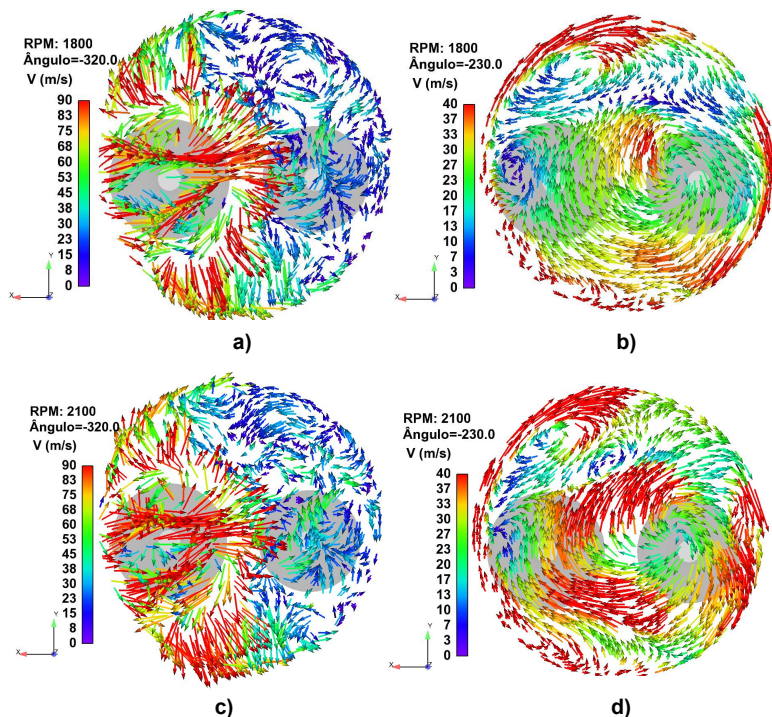 RPM: 1800
Ângulo=-320.0
V (m/s)
90
83
75
68
60
53
45
38
30
23
15
8
0
Y
X
Z
a)
RPM: 1800
Ângulo=-230.0
V (m/s)
40
37
33
30
27
23
20
17
13
10
7
3
0
Y
X
Z
b)
RPM: 2100
Ângulo=-320.0
V (m/s)
90
83
75
68
60
53
45
38
30
23
15
8
0
Y
X
Z
c)
RPM: 2100
Ângulo=-230.0
V (m/s)
40
37
33
30
27
23
20
17
13
10
7
3
0
Y
X
Z
d)